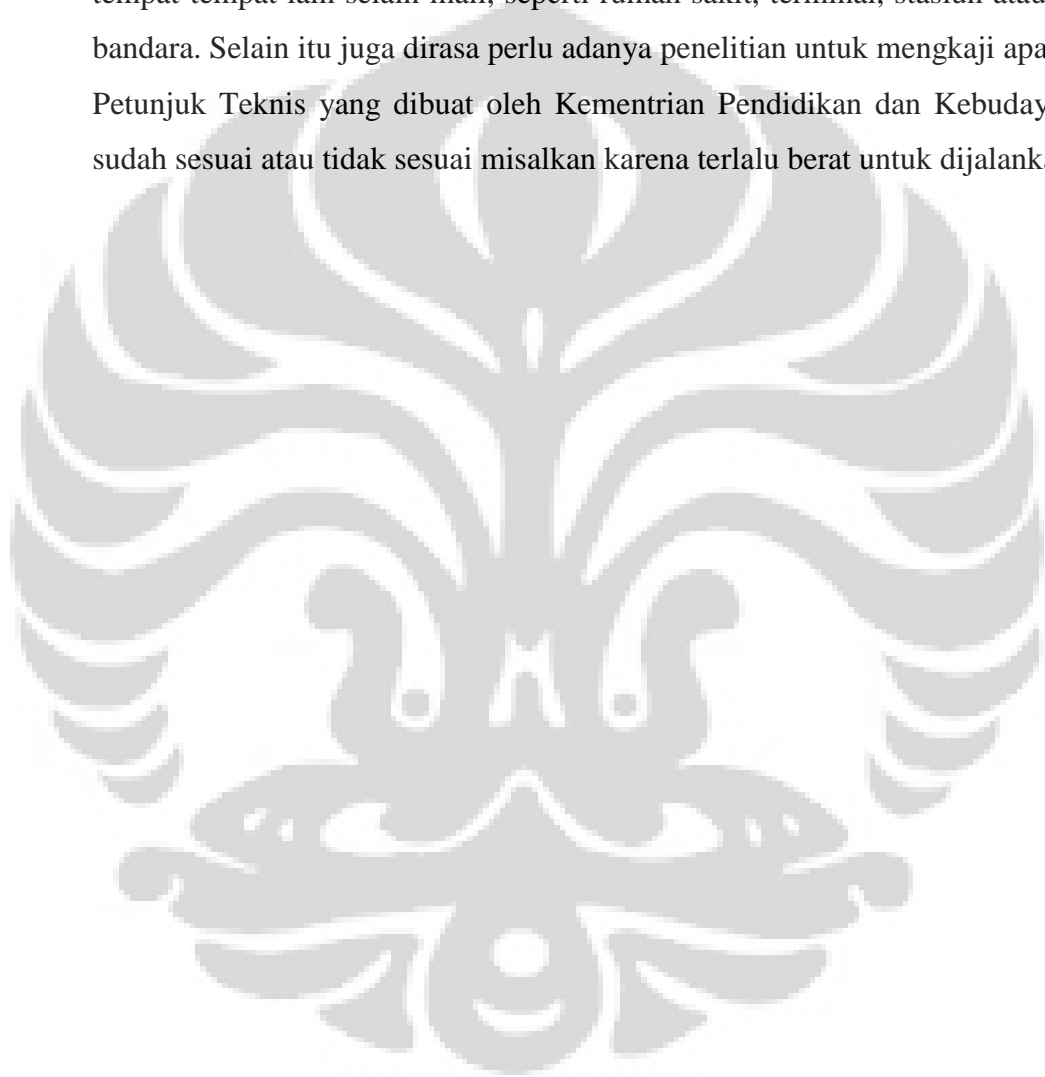 tempat-tempat lain selain mall, seperti rumah sakit, terminal, stasiun atau
bandara. Selain itu juga dirasa perlu adanya penelitian untuk mengkaji apa
Petunjuk Teknis yang dibuat oleh Kementrian Pendidikan dan Kebuday
sudah sesuai atau tidak sesuai misalkan karena terlalu berat untuk dijalanka